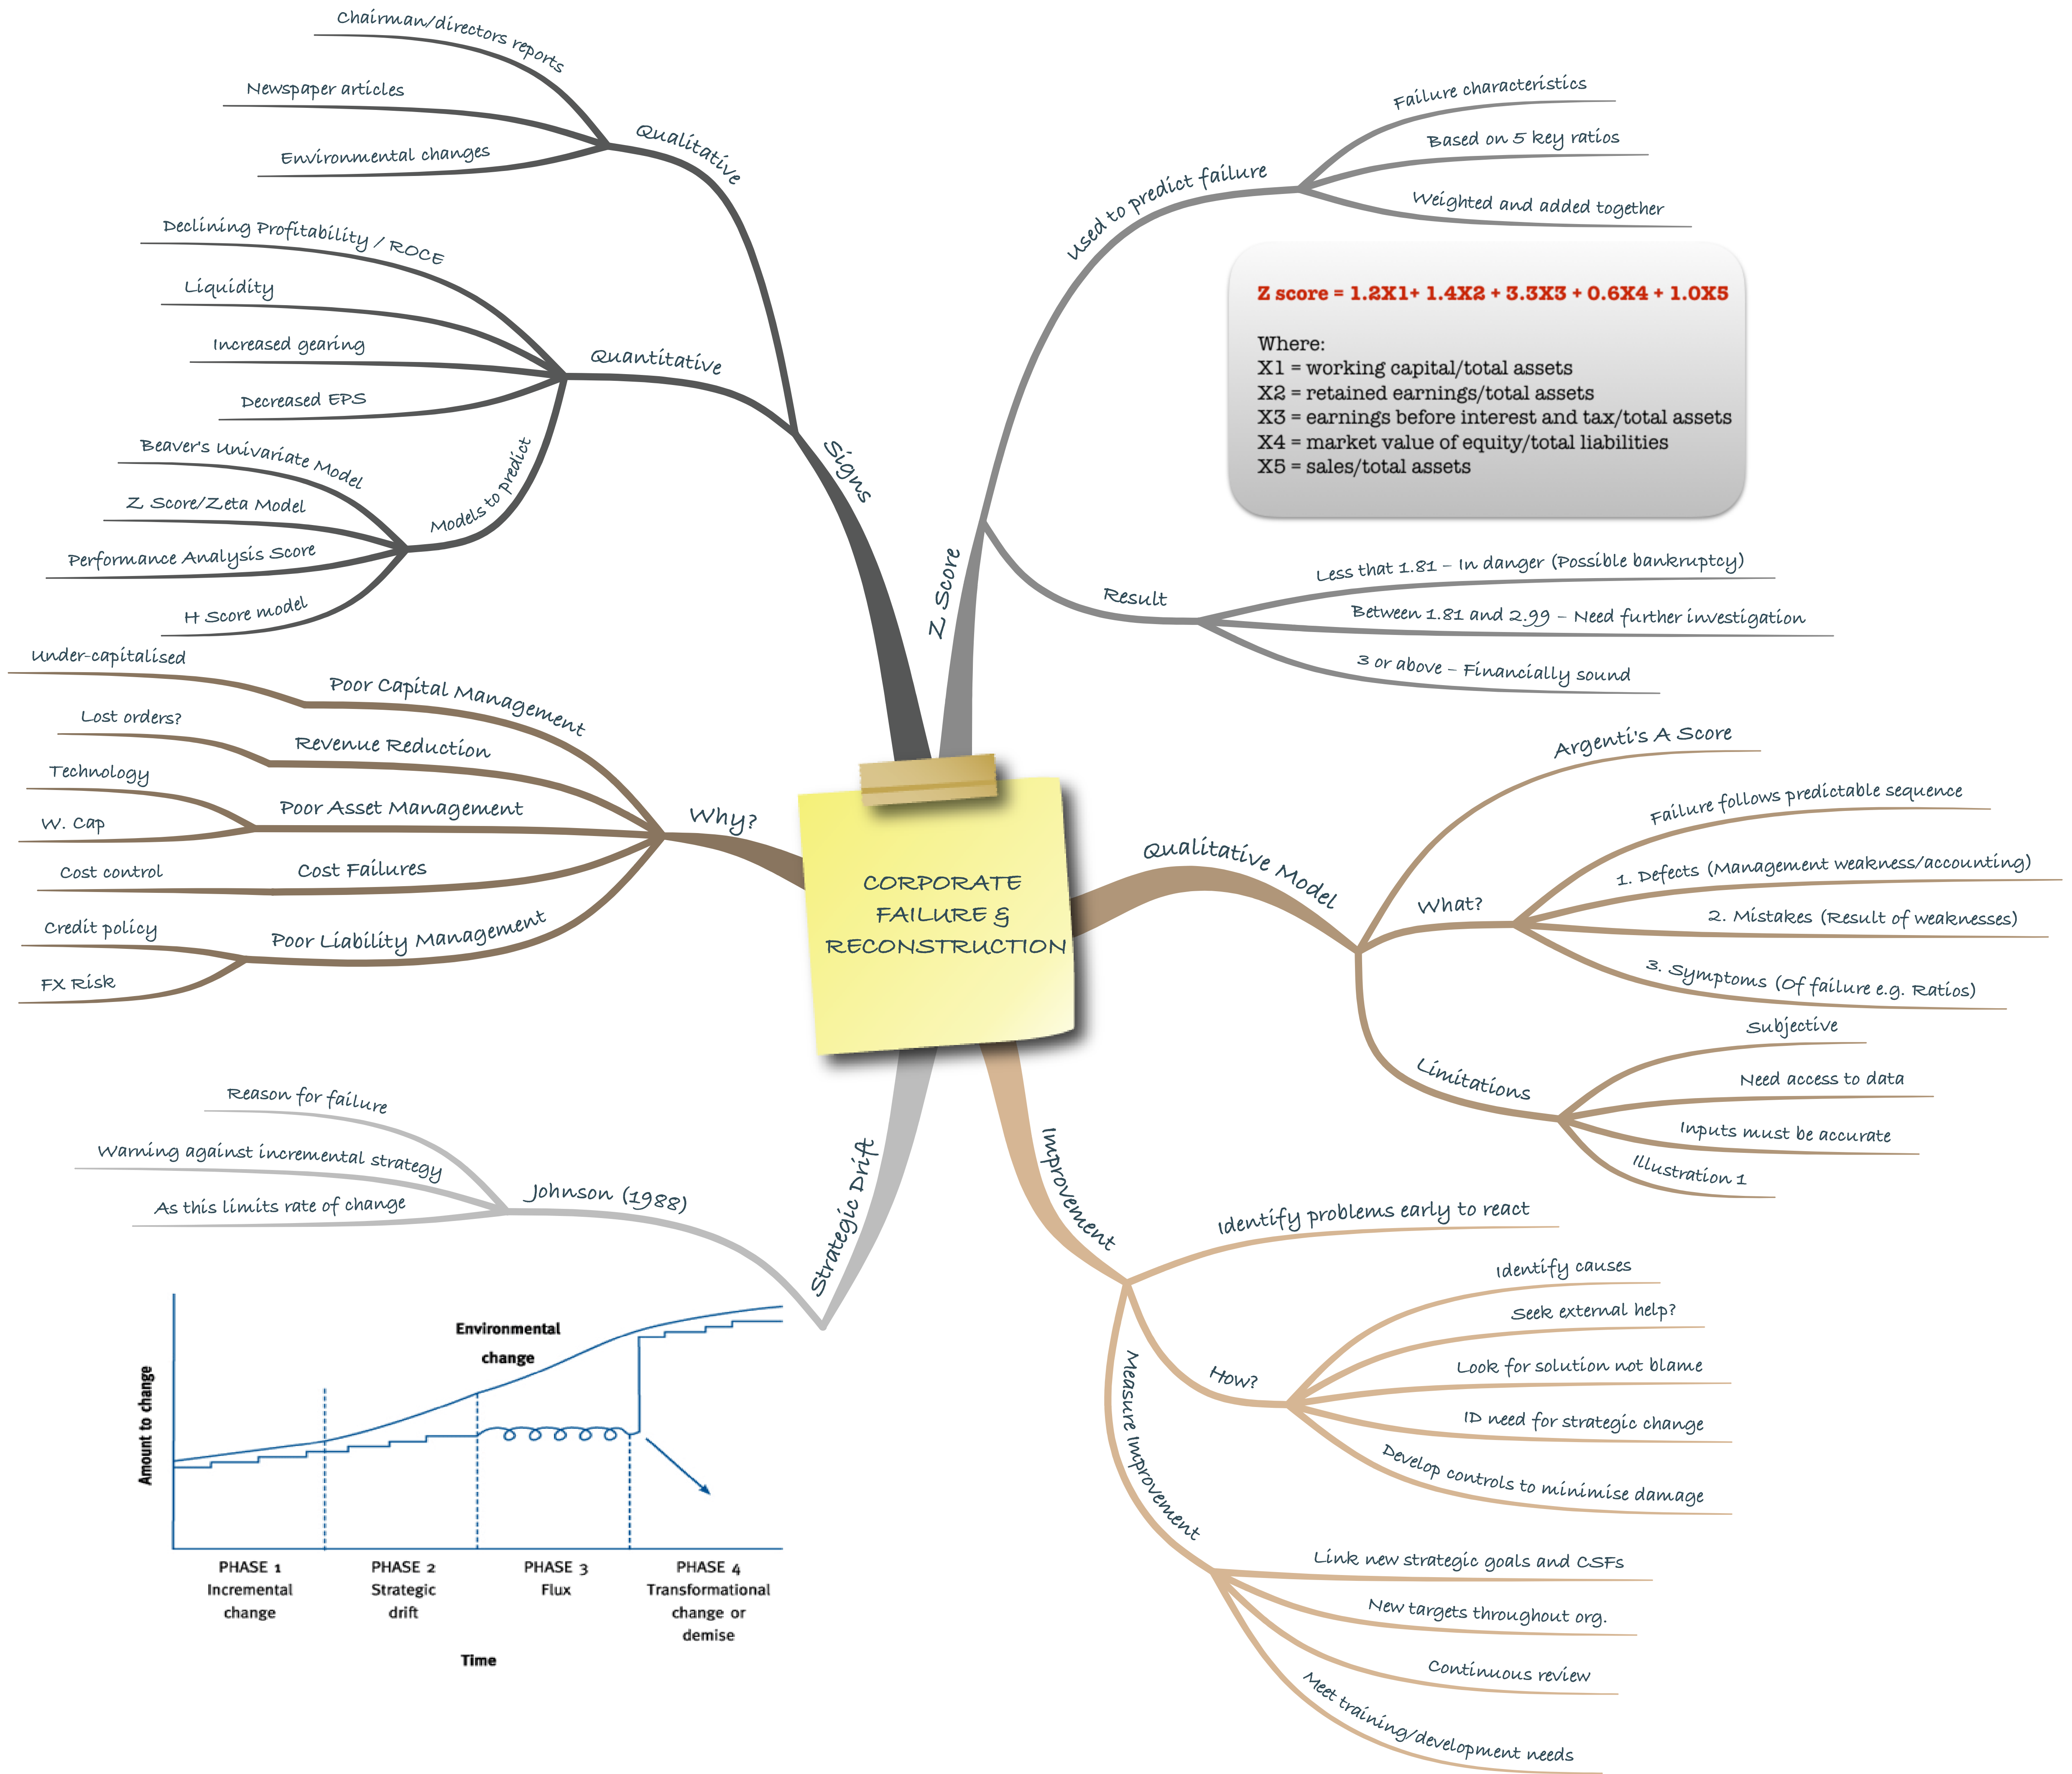 CORPORATE
FAILURE &
RECONSTRUCTION
Signs
Qualitative
Chairman/directors reports
Newspaper articles
Environmental changes
Quantitative
Declining Profitability / ROCE
Liquidity
Increased gearing
Decreased EPS
Models to predict
Beaver's Univariate Model
Z Score/Zeta Model
Performance Analysis Score
H Score model
Why?
Poor Capital Management
Under-capitalised
Revenue Reduction
Lost orders?
Poor Asset Management
Technology
W. Cap
Cost Failures
Cost control
Poor Liability Management
Credit policy
FX Risk
Strategic Drift
Johnson (1988)
Reason for failure
Warning against incremental strategy
As this limits rate of change
Environmental
change
Amount to change
PHASE 1
Incremental
change
PHASE 2
Strategic
drift
PHASE 3
Flux
PHASE 4
Transformational
change or
demise
Time
Z Score
Used to predict failure
Failure characteristics
Based on 5 key ratios
Weighted and added together
Z score = 1.2X1+ 1.4X2 + 3.3X3 + 0.6X4 + 1.0X5
Where:
X1 = working capital/total assets
X2 = retained earnings/total assets
X3 = earnings before interest and tax/total assets
X4 = market value of equity/total liabilities
X5 = sales/total assets
Result
Less that 1.81 – In danger (Possible bankruptcy)
Between 1.81 and 2.99 – Need further investigation
3 or above – Financially sound
Qualitative Model
Argenti's A Score
What?
Failure follows predictable sequence
1. Defects (Management weakness/accounting)
2. Mistakes (Result of weaknesses)
3. Symptoms (Of failure e.g. Ratios)
Limitations
Subjective
Need access to data
Inputs must be accurate
Illustration 1
Improvement
Identify problems early to react
How?
Identify causes
Seek external help?
Look for solution not blame
ID need for strategic change
Develop controls to minimise damage
Measure Improvement
Link new strategic goals and CSFs
New targets throughout org.
Continuous review
Meet training/development needs